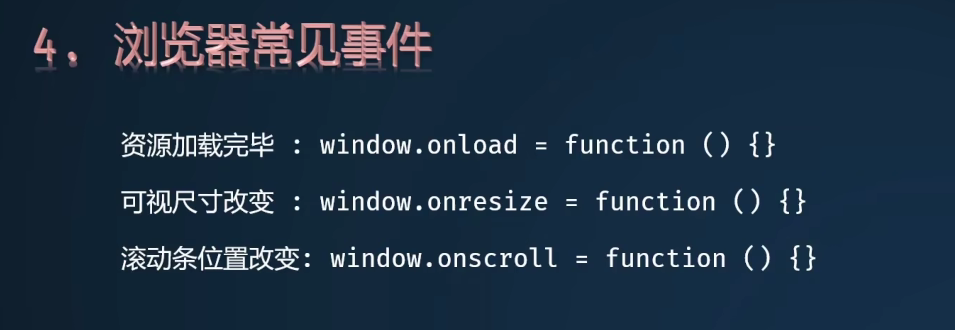 4. 浏览器常见事件
资源加载完毕 : window.onload = function () {}
可视尺寸改变 : window.onresize = function () {}
滚动条位置改变: window.onscroll = function () {}